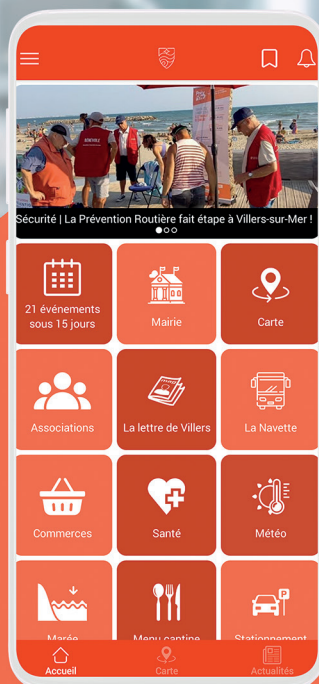 Sécurité | La Prévention Routière fait étape à Villers-sur-Mer !
21 événements
sous 15 jours
Mairie
Carte
Associations
La lettre de Villers
La Navette
Commerces
Santé
Météo
Marée
Menu cantine
Stationnement
Accueil
Carte
Actualités